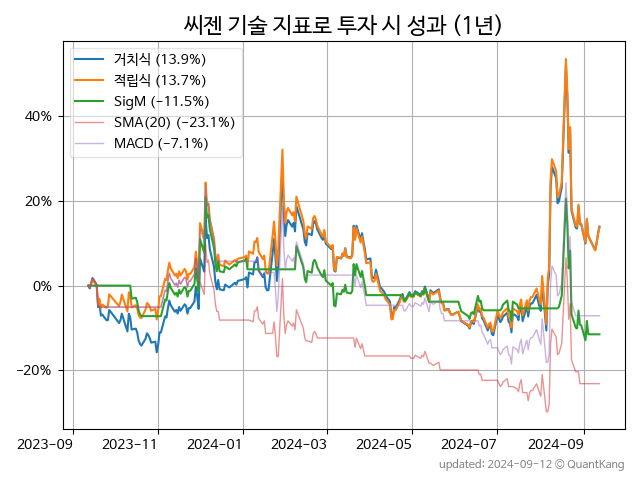 씨젠 기술 지표로 투자 시 성과 (1년)
거치식 (13.9%)
적립식 (13.7%)
SigM (−11.5%)
SMA(20) (−23.1%)
MACD (−7.1%)
40%
20%
0%
−20%
2023-09
2023-11
2024-01
2024-03
2024-05
2024-07
2024-09
updated: 2024-09-12 © QuantKang